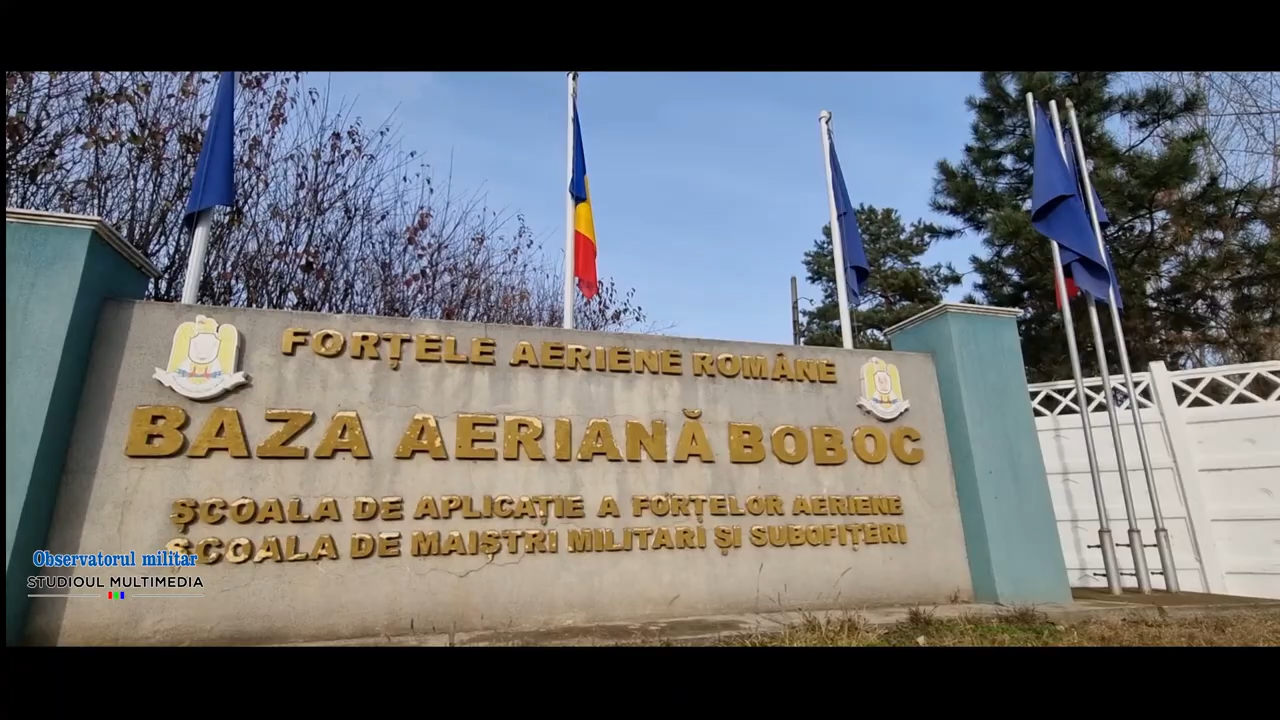 FORȚELE AERIENE ROMÂNE
BAZA AERIANĂ BOBOC
ȘCOALA DE APLICAȚIE A FORȚELOR AERIENE
ȘCOALA DE MAIȘTRI MILITARI ȘI SUBOFIȚERI
Observatorul militar
STUDIOUL MULTIMEDIA